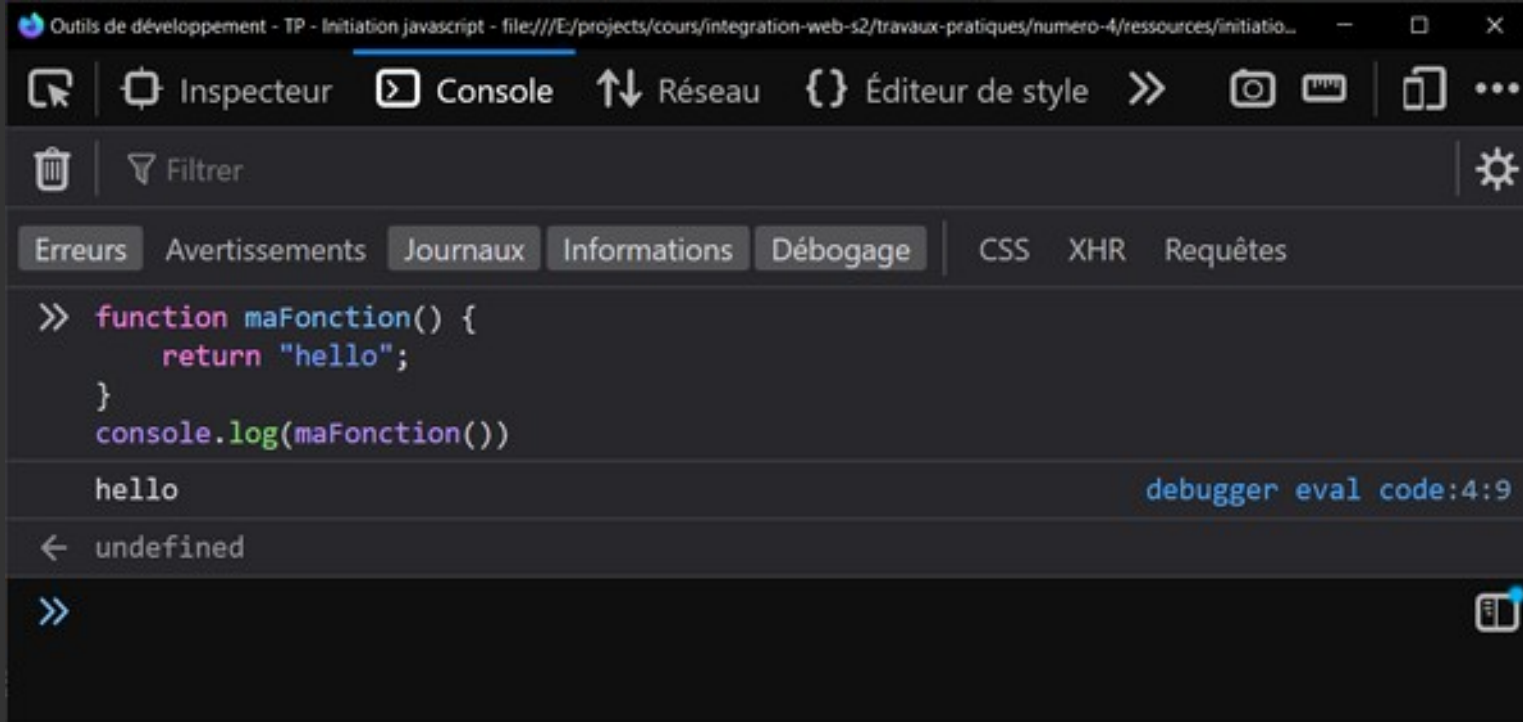 Outils de développement - TP - Initiation javascript - file:///E:/projects/cours/integration-web-s2/travaux-pratiques/numero-4/ressources/initiatio...
Inspecteur Console Réseau {} Éditeur de style
Filtrer
Erreurs Avertissements Journaux Informations Débogage CSS XHR Requêtes
function maFonction() {
    return "hello";
}
console.log(maFonction())
hello debugger eval code:4:9
undefined